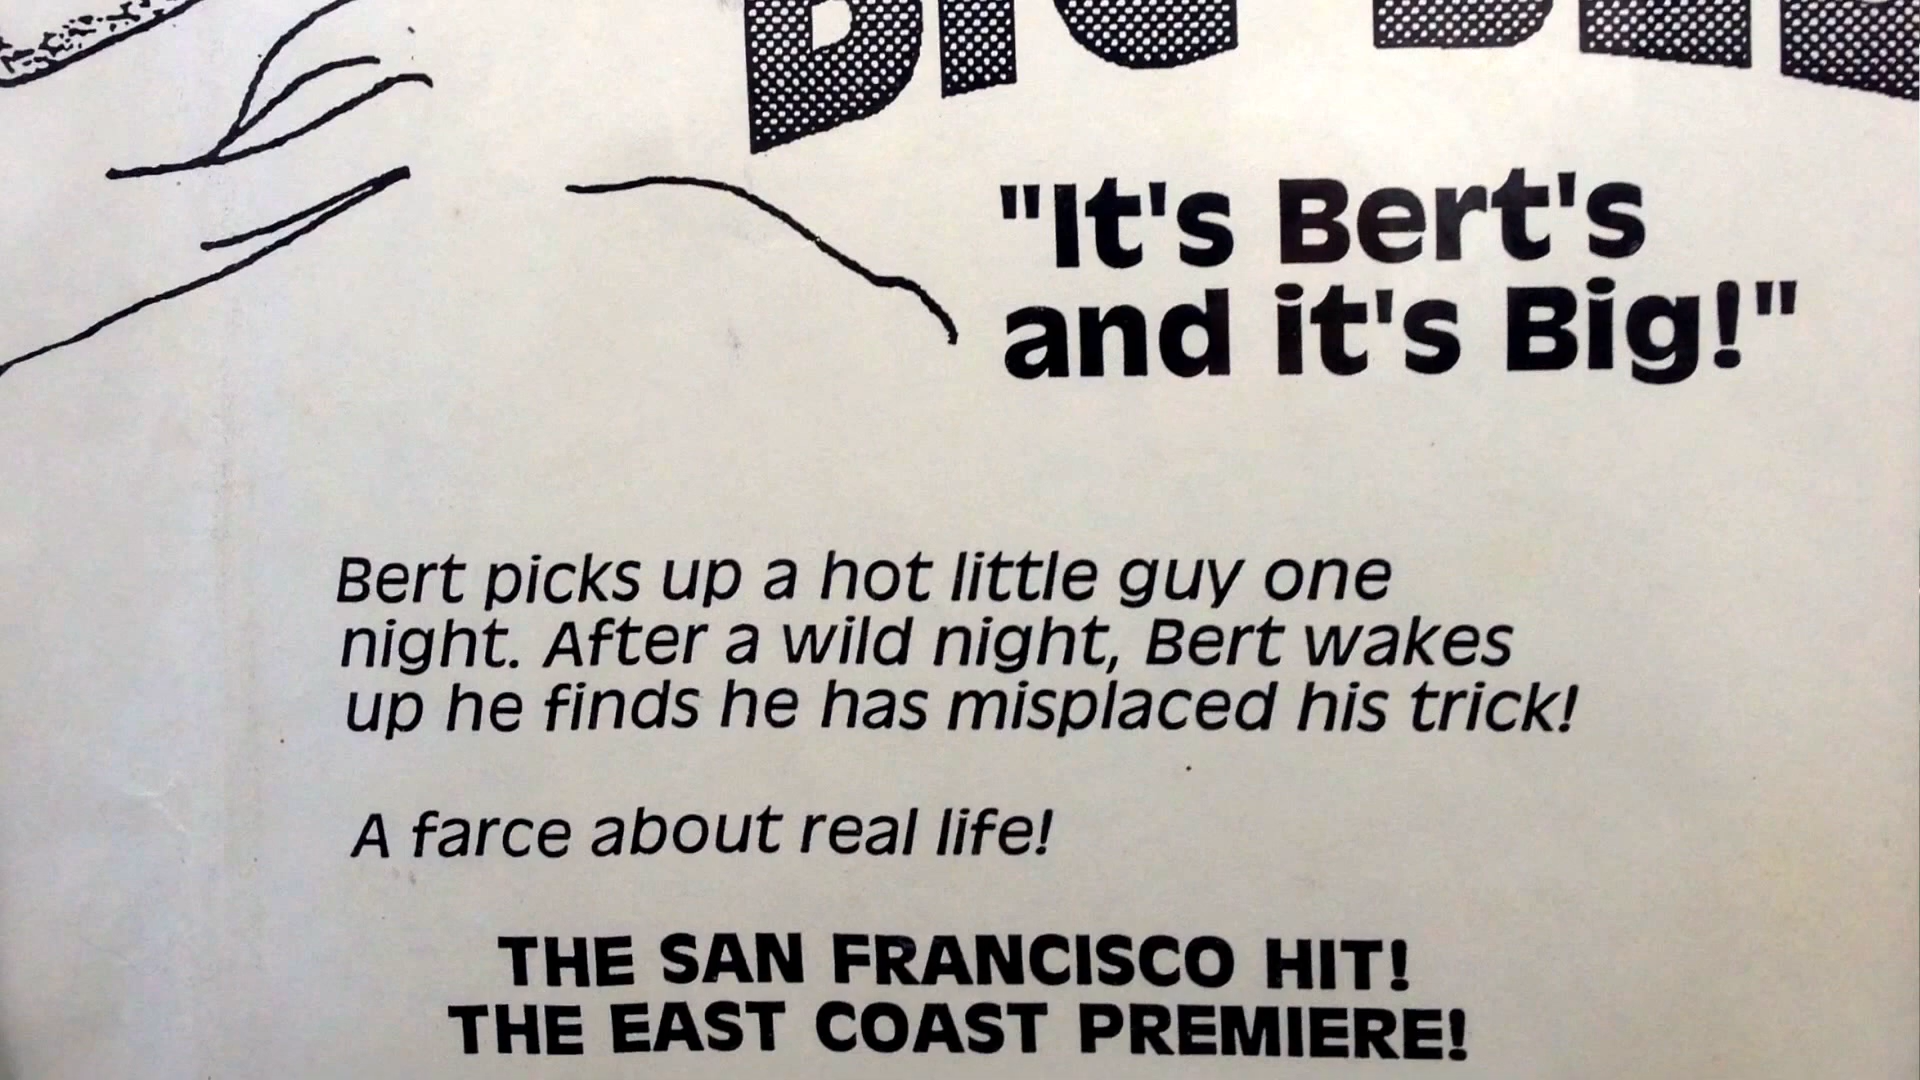 BIG
"It's Bert's
and it's Big!"
Bert picks up a hot little guy one
night. After a wild night, Bert wakes
up he finds he has misplaced his trick!
A farce about real life!
THE SAN FRANCISCO HIT!
THE EAST COAST PREMIERE!